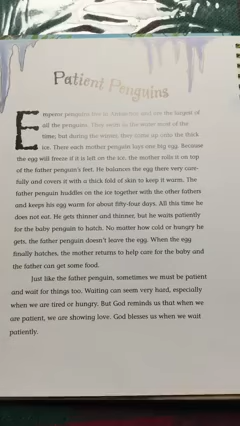 Patient Penguins
Emperor penguins live in Antarctica and are the largest of
all the penguins. They swim in the water most of the
time, but during the winter, they come up onto the thick
ice. There each mother penguin lays one big egg. Because
the egg will freeze if it is left on the ice, the mother rolls it on top
of the father penguin's feet. He balances the egg there very care-
fully and covers it with a thick fold of skin to keep it warm. The
father penguin huddles on the ice together with the other fathers
and keeps his egg warm for about fifty-four days. All this time he
does not eat. He gets thinner and thinner, but he waits patiently
for the baby penguin to hatch. No matter how cold or hungry he
gets, the father penguin doesn't leave the egg. When the egg
finally hatches, the mother returns to help care for the baby and
the father can get some food.
Just like the father penguin, sometimes we must be patient
and wait for things too. Waiting can seem very hard, especially
when we are tired or hungry. But God reminds us that when we
are patient, we are showing love. God blesses us when we wait
patiently.